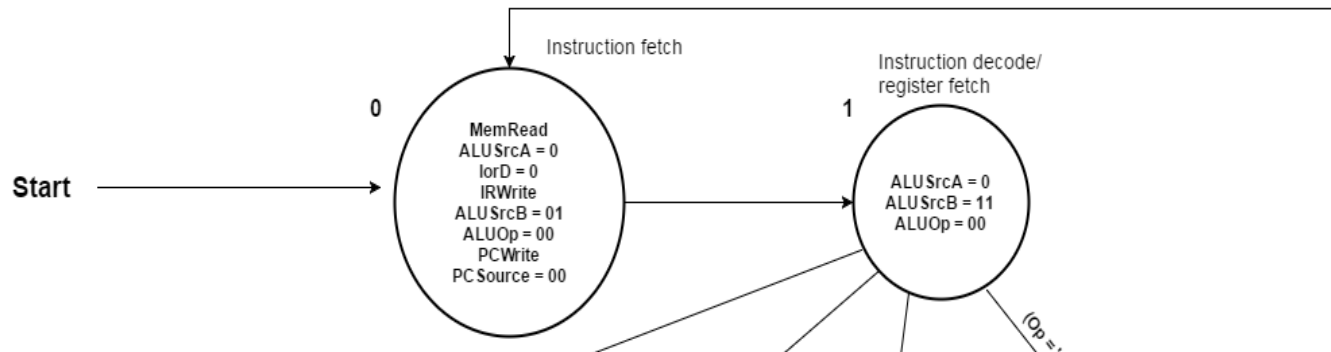 Instruction fetch
Instruction decode/
register fetch
0
1
MemRead
ALUSrcA = 0
IorD = 0
IRWrite
ALUSrcB = 01
ALUOp = 00
PCWrite
PCSource = 00
Start
ALUSrcA = 0
ALUSrcB = 11
ALUOp = 00
(Op = '